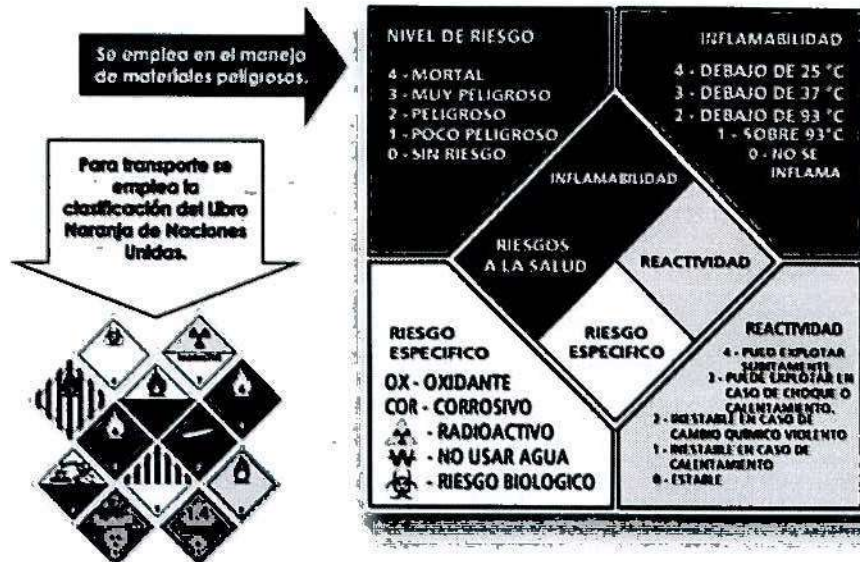 Se emplea en el manejo
de materiales peligrosos.
Para transporte se
emplea la
clasificación del Libro
Naranja de Naciones
Unidas.
NIVEL DE RIESGO
4 - MORTAL
3 - MUY PELIGROSO
2 - PELIGROSO
1 - POCO PELIGROSO
0 - SIN RIESGO
INFLAMABILIDAD
4 - DEBAJO DE 25 °C
3 - DEBAJO DE 37 °C
2 - DEBAJO DE 93 °C
1 - SOBRE 93°C
0 - NO SE
INFLAMA
INFLAMABILIDAD
RIESGOS
A LA SALUD
REACTIVIDAD
RIESGO
ESPECIFICO
RIESGO
ESPECIFICO
OX - OXIDANTE
COR - CORROSIVO
- RADIOACTIVO
W - NO USAR AGUA
- RIESGO BIOLOGICO
REACTIVIDAD
EXPLOTAR
SUBITAMENTE
3 - PUEDE EXPLOTAR EN
CASO DE CHOQUE O
CALENTAMIENTO.
2 - INESTABLE EN CASO DE
CAMBIO QUIMICO VIOLENTO
1 - INESTABLE EN CASO DE
CALENTAMIENTO
0 - ESTABLE
1.4